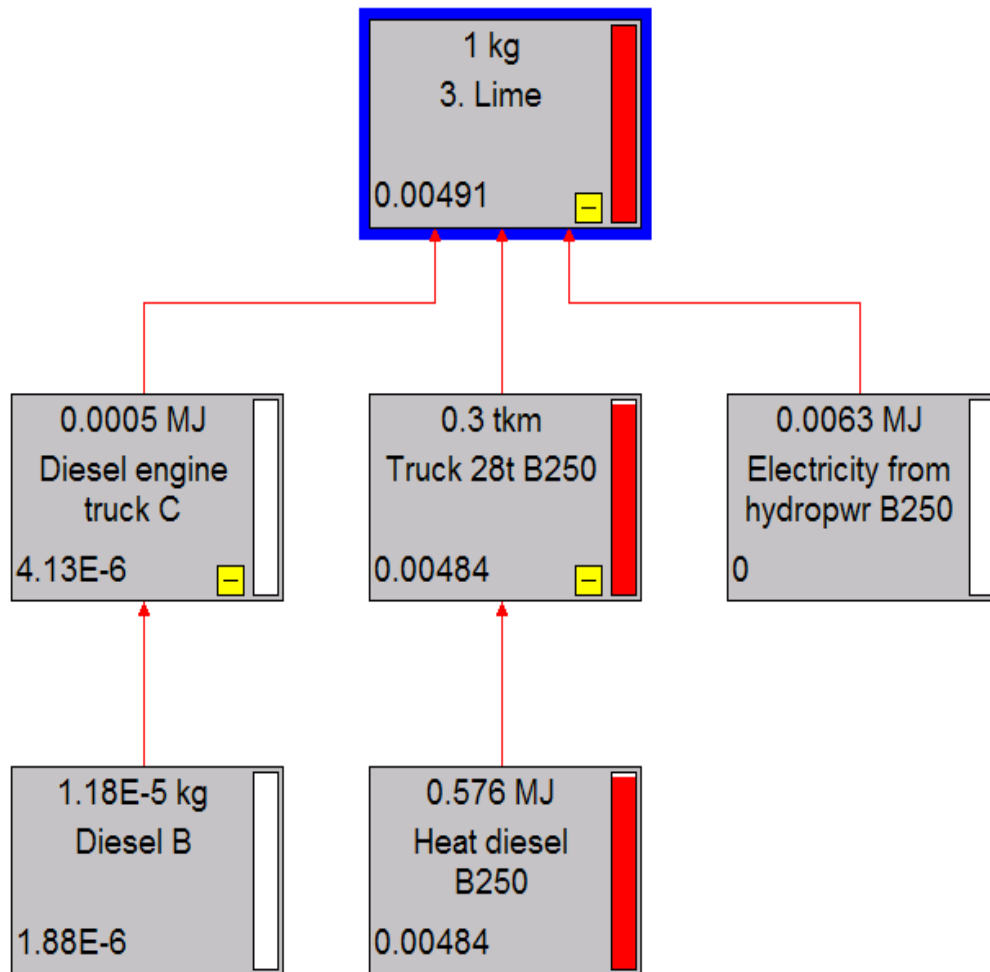 1 kg
3. Lime
0.00491
0.0005 MJ
Diesel engine
truck C
4.13E-6
0.3 tkm
Truck 28t B250
0.00484
0.0063 MJ
Electricity from
hydropwr B250
0
1.18E-5 kg
Diesel B
1.88E-6
0.576 MJ
Heat diesel
B250
0.00484